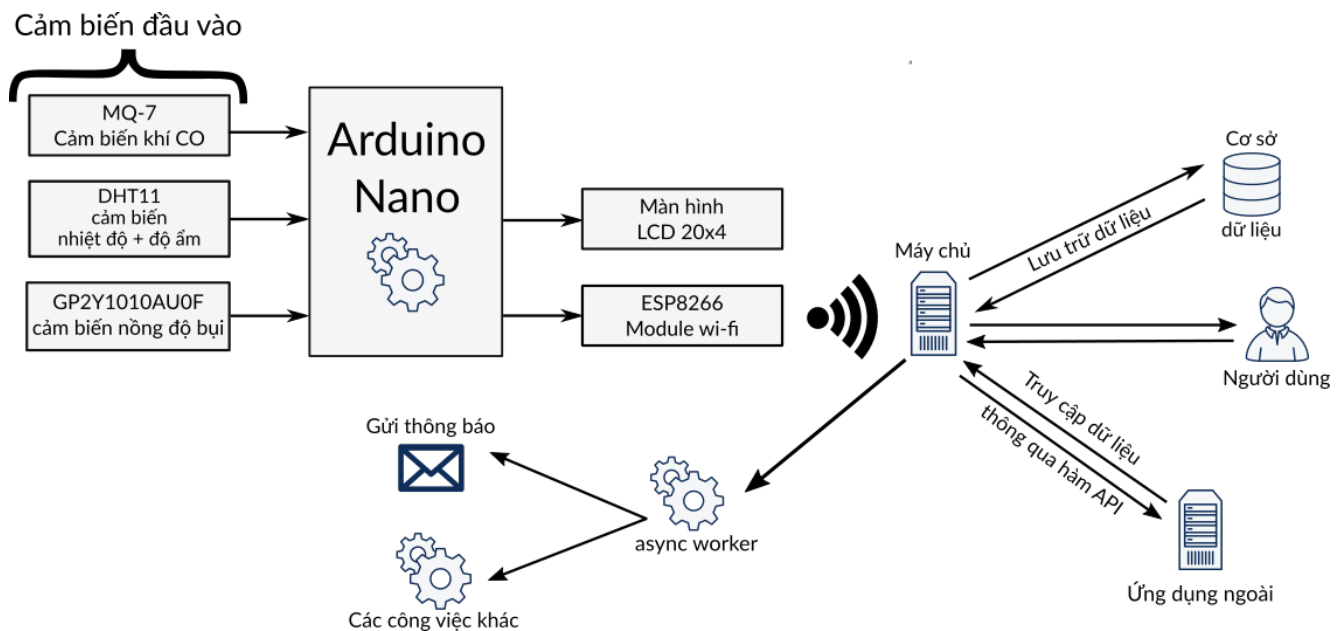 Cảm biến đầu vào
MQ-7
Cảm biến khí CO
DHT11
cảm biến
nhiệt độ + độ ẩm
GP2Y1010AU0F
cảm biến nồng độ bụi
Arduino
Nano
Màn hình
LCD 20x4
ESP8266
Module wi-fi
Máy chủ
Cơ sở
dữ liệu
Lưu trữ dữ liệu
Người dùng
Truy cập dữ liệu
thông qua hàm API
Ứng dụng ngoài
Gửi thông báo
async worker
Các công việc khác